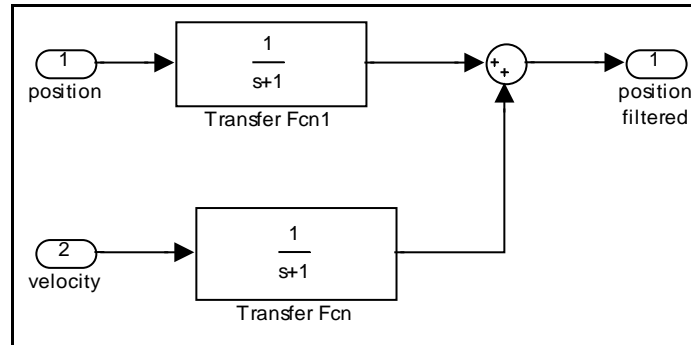 1
position
1
s+1
Transfer Fcn1
+
+
1
position
filtered
2
velocity
1
s+1
Transfer Fcn